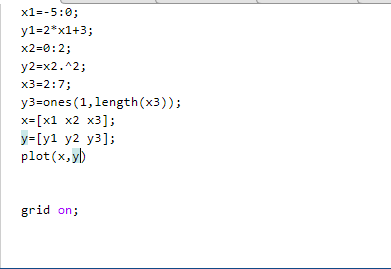 x1=-5:0;
y1=2*x1+3;
x2=0:2;
y2=x2.^2;
x3=2:7;
y3=ones(1,length(x3));
x=[x1 x2 x3];
y=[y1 y2 y3];
plot(x,y)
grid on;